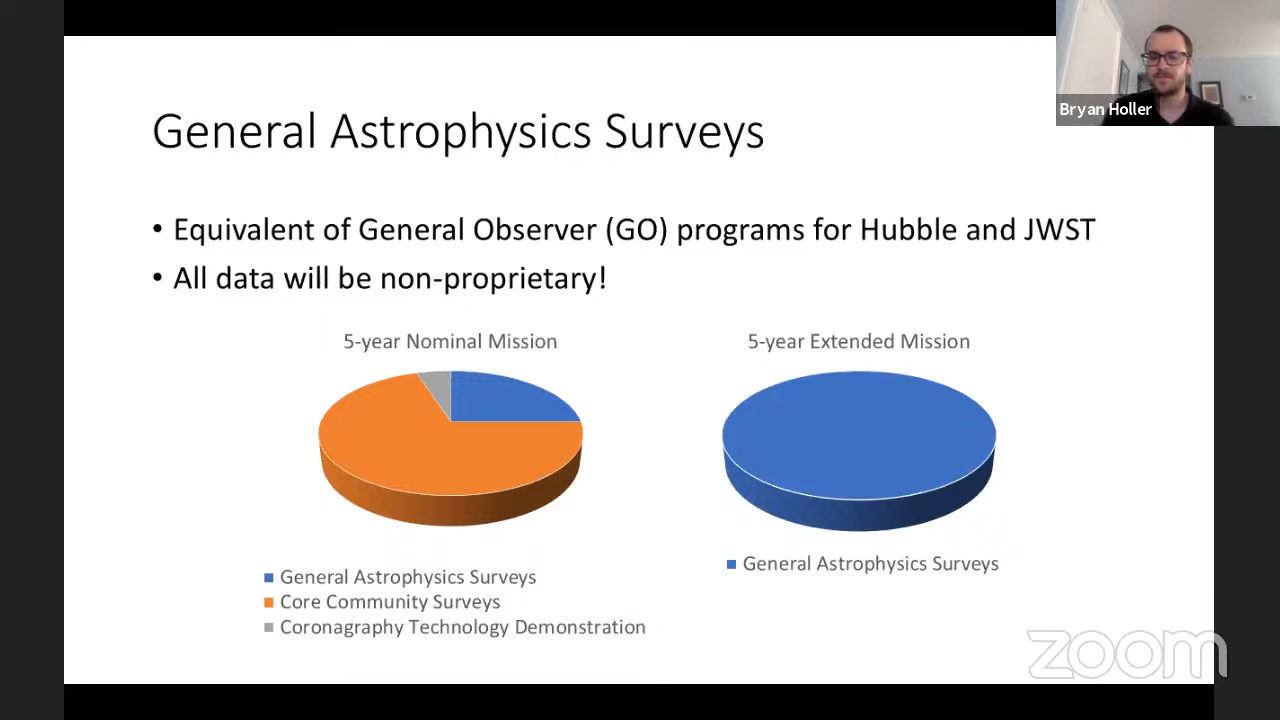 Bryan Holler
General Astrophysics Surveys
• Equivalent of General Observer (GO) programs for Hubble and JWST
• All data will be non-proprietary!
5-year Nominal Mission
5-year Extended Mission
General Astrophysics Surveys
Core Community Surveys
Coronagraphy Technology Demonstration
General Astrophysics Surveys
zoom